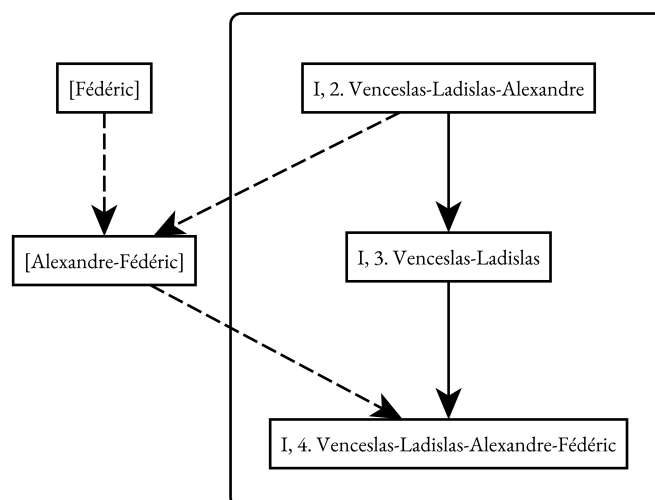 [Fédéric]
I, 2. Venceslas-Ladislas-Alexandre
[Alexandre-Fédéric]
I, 3. Venceslas-Ladislas
I, 4. Venceslas-Ladislas-Alexandre-Fédéric